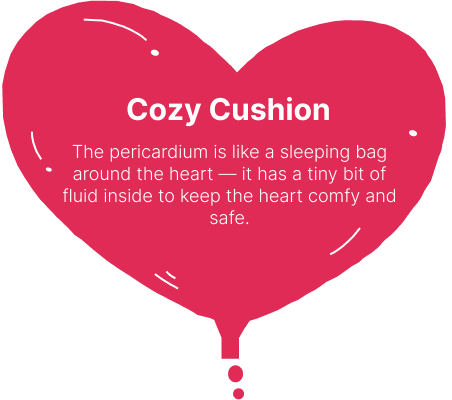 Cozy Cushion
The pericardium is like a sleeping bag
around the heart — it has a tiny bit of
fluid inside to keep the heart comfy and
safe.